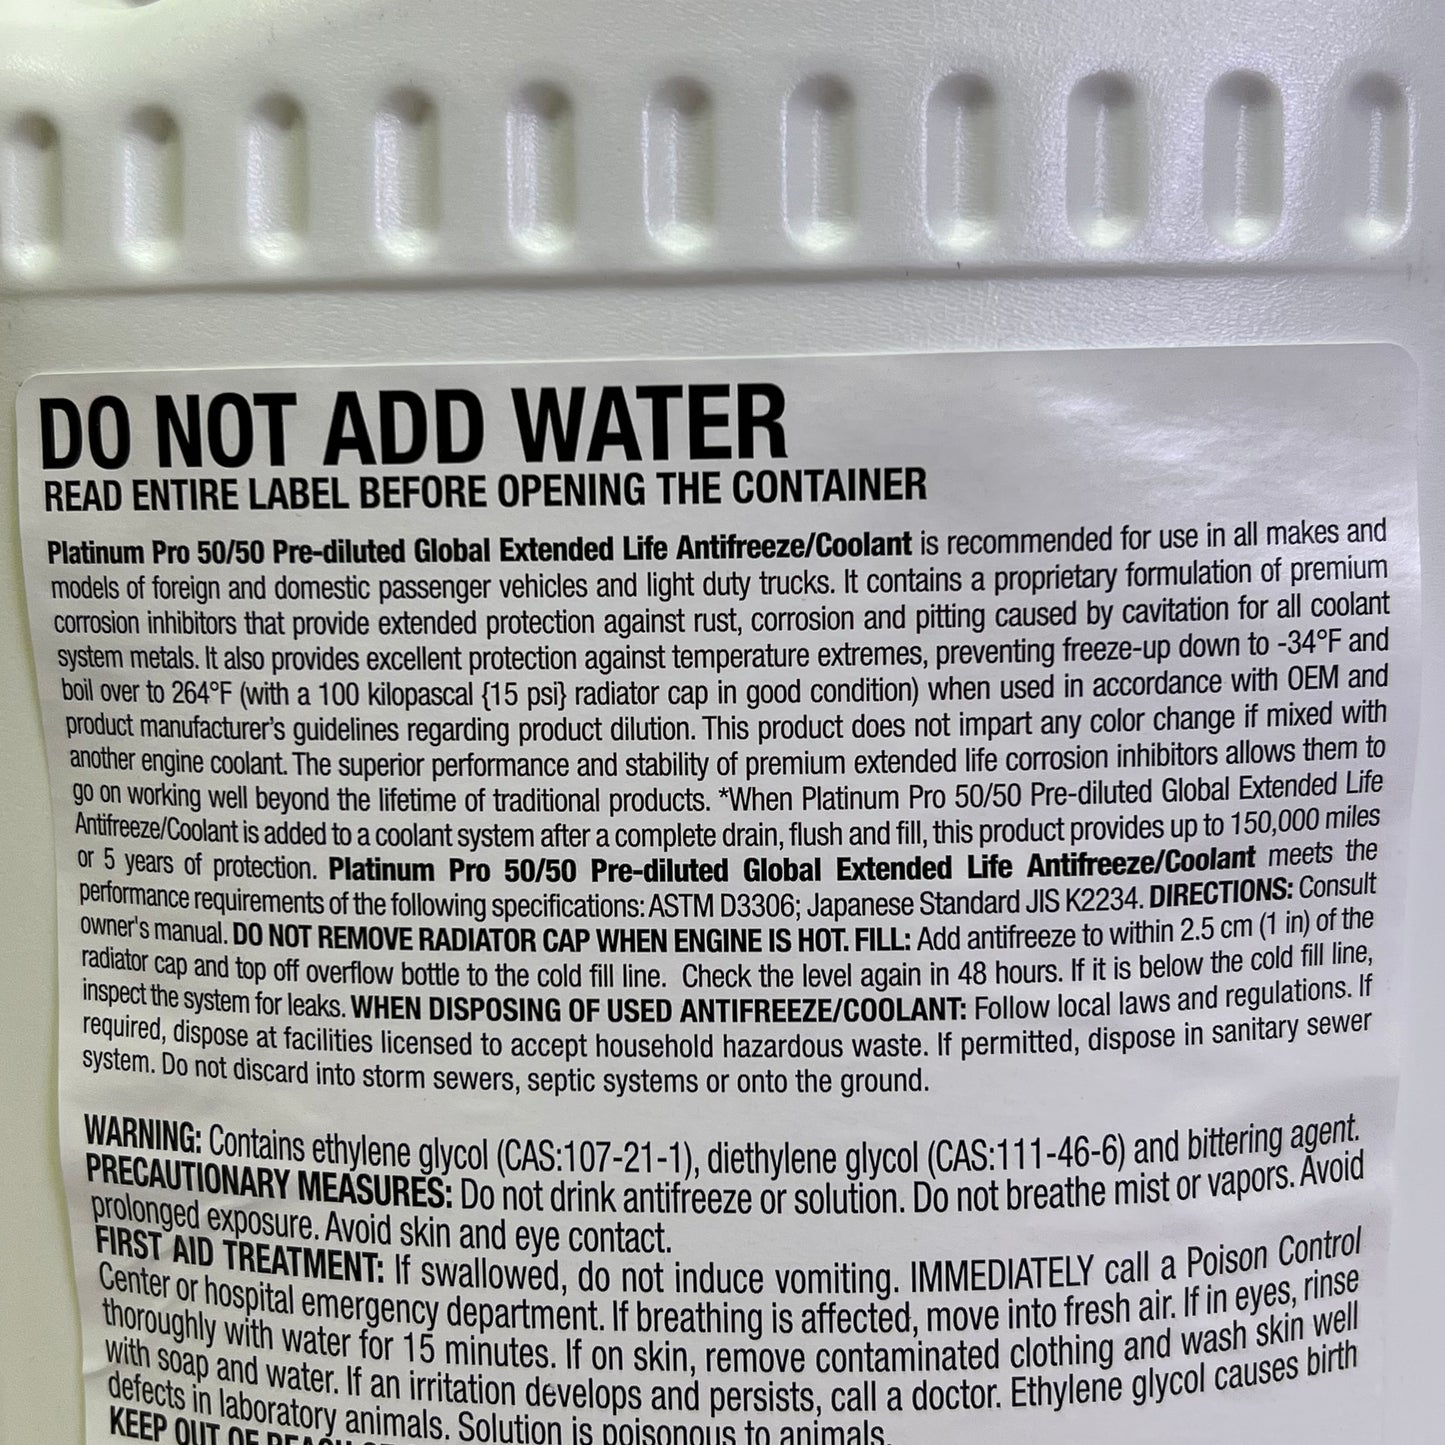 DO NOT ADD WATER
READ ENTIRE LABEL BEFORE OPENING THE CONTAINER
Platinum Pro 50/50 Pre-diluted Global Extended Life Antifreeze/Coolant is recommended for use in all makes and
models of foreign and domestic passenger vehicles and light duty trucks. It contains a proprietary formulation of premium
corrosion inhibitors that provide extended protection against rust, corrosion and pitting caused by cavitation for all coolant
system metals. It also provides excellent protection against temperature extremes, preventing freeze-up down to -34°F and
boil over to 264°F (with a 100 kilopascal {15 psi} radiator cap in good condition) when used in accordance with OEM and
product manufacturer's guidelines regarding product dilution. This product does not impart any color change if mixed with
another engine coolant. The superior performance and stability of premium extended life corrosion inhibitors allows them to
go on working well beyond the lifetime of traditional products. *When Platinum Pro 50/50 Pre-diluted Global Extended Life
Antifreeze/Coolant is added to a coolant system after a complete drain, flush and fill, this product provides up to 150,000 miles
or 5 years of protection. Platinum Pro 50/50 Pre-diluted Global Extended Life Antifreeze/Coolant meets the
performance requirements of the following specifications: ASTM D3306; Japanese Standard JIS K2234. DIRECTIONS: Consult
owner's manual. DO NOT REMOVE RADIATOR CAP WHEN ENGINE IS HOT. FILL: Add antifreeze to within 2.5 cm (1 in) of the
radiator cap and top off overflow bottle to the cold fill line. Check the level again in 48 hours. If it is below the cold fill line,
inspect the system for leaks. WHEN DISPOSING OF USED ANTIFREEZE/COOLANT: Follow local laws and regulations. If
required, dispose at facilities licensed to accept household hazardous waste. If permitted, dispose in sanitary sewer
system. Do not discard into storm sewers, septic systems or onto the ground.
WARNING: Contains ethylene glycol (CAS:107-21-1), diethylene glycol (CAS:111-46-6) and bittering agent.
PRECAUTIONARY MEASURES: Do not drink antifreeze or solution. Do not breathe mist or vapors. Avoid
prolonged exposure. Avoid skin and eye contact.
FIRST AID TREATMENT: If swallowed, do not induce vomiting. IMMEDIATELY call a Poison Control
Center or hospital emergency department. If breathing is affected, move into fresh air. If in eyes, rinse
thoroughly with water for 15 minutes. If on skin, remove contaminated clothing and wash skin well
with soap and water. If an irritation develops and persists, call a doctor. Ethylene glycol causes birth
defects in laboratory animals. Solution is poisonous to animals.
KEEP OUT OF REACH OF